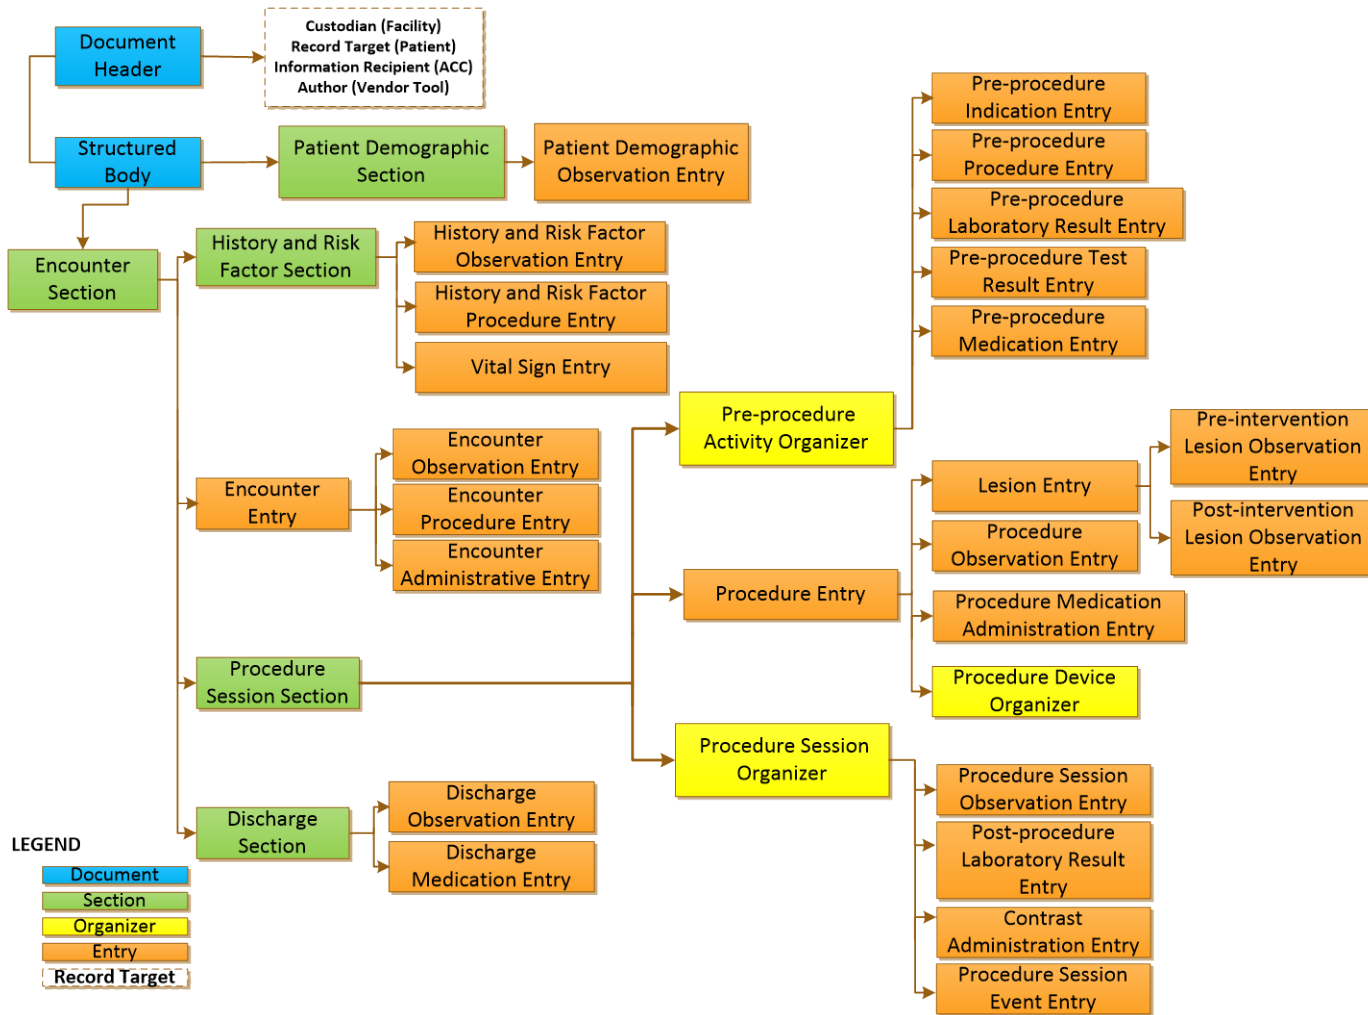 Document
Header
Custodian (Facility)
Record Target (Patient)
Information Recipient (ACC)
Author (Vendor Tool)
Structured
Body
Patient Demographic
Section
Patient Demographic
Observation Entry
Encounter
Section
History and Risk
Factor Section
History and Risk Factor
Observation Entry
History and Risk Factor
Procedure Entry
Vital Sign Entry
Encounter
Entry
Encounter
Observation Entry
Encounter
Procedure Entry
Encounter
Administrative Entry
Procedure
Session Section
Pre-procedure
Activity Organizer
Pre-procedure
Indication Entry
Pre-procedure
Procedure Entry
Pre-procedure
Laboratory Result Entry
Pre-procedure Test
Result Entry
Pre-procedure
Medication Entry
Procedure Entry
Lesion Entry
Pre-intervention
Lesion Observation
Entry
Post-intervention
Lesion Observation
Entry
Procedure
Observation Entry
Procedure Medication
Administration Entry
Procedure Device
Organizer
Procedure Session
Organizer
Procedure Session
Observation Entry
Post-procedure
Laboratory Result
Entry
Contrast
Administration Entry
Procedure Session
Event Entry
Discharge
Section
Discharge
Observation Entry
Discharge
Medication Entry
LEGEND
Document
Section
Organizer
Entry
Record Target